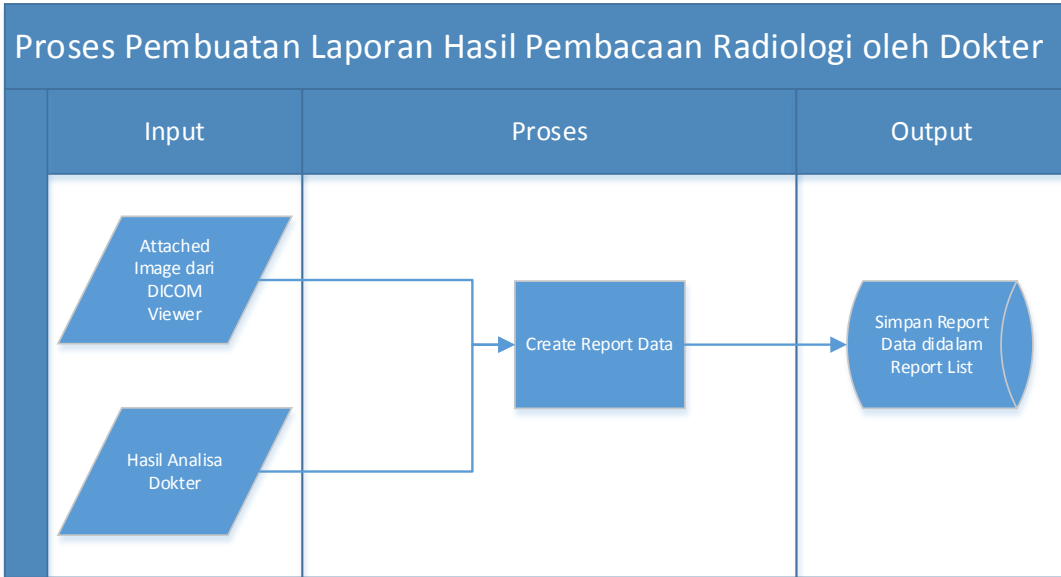 Proses Pembuatan Laporan Hasil Pembacaan Radiologi oleh Dokter
Input
Proses
Output
Attached
Image dari
DICOM
Viewer
Hasil Analisa
Dokter
Create Report Data
Simpan Report
Data didalam
Report List